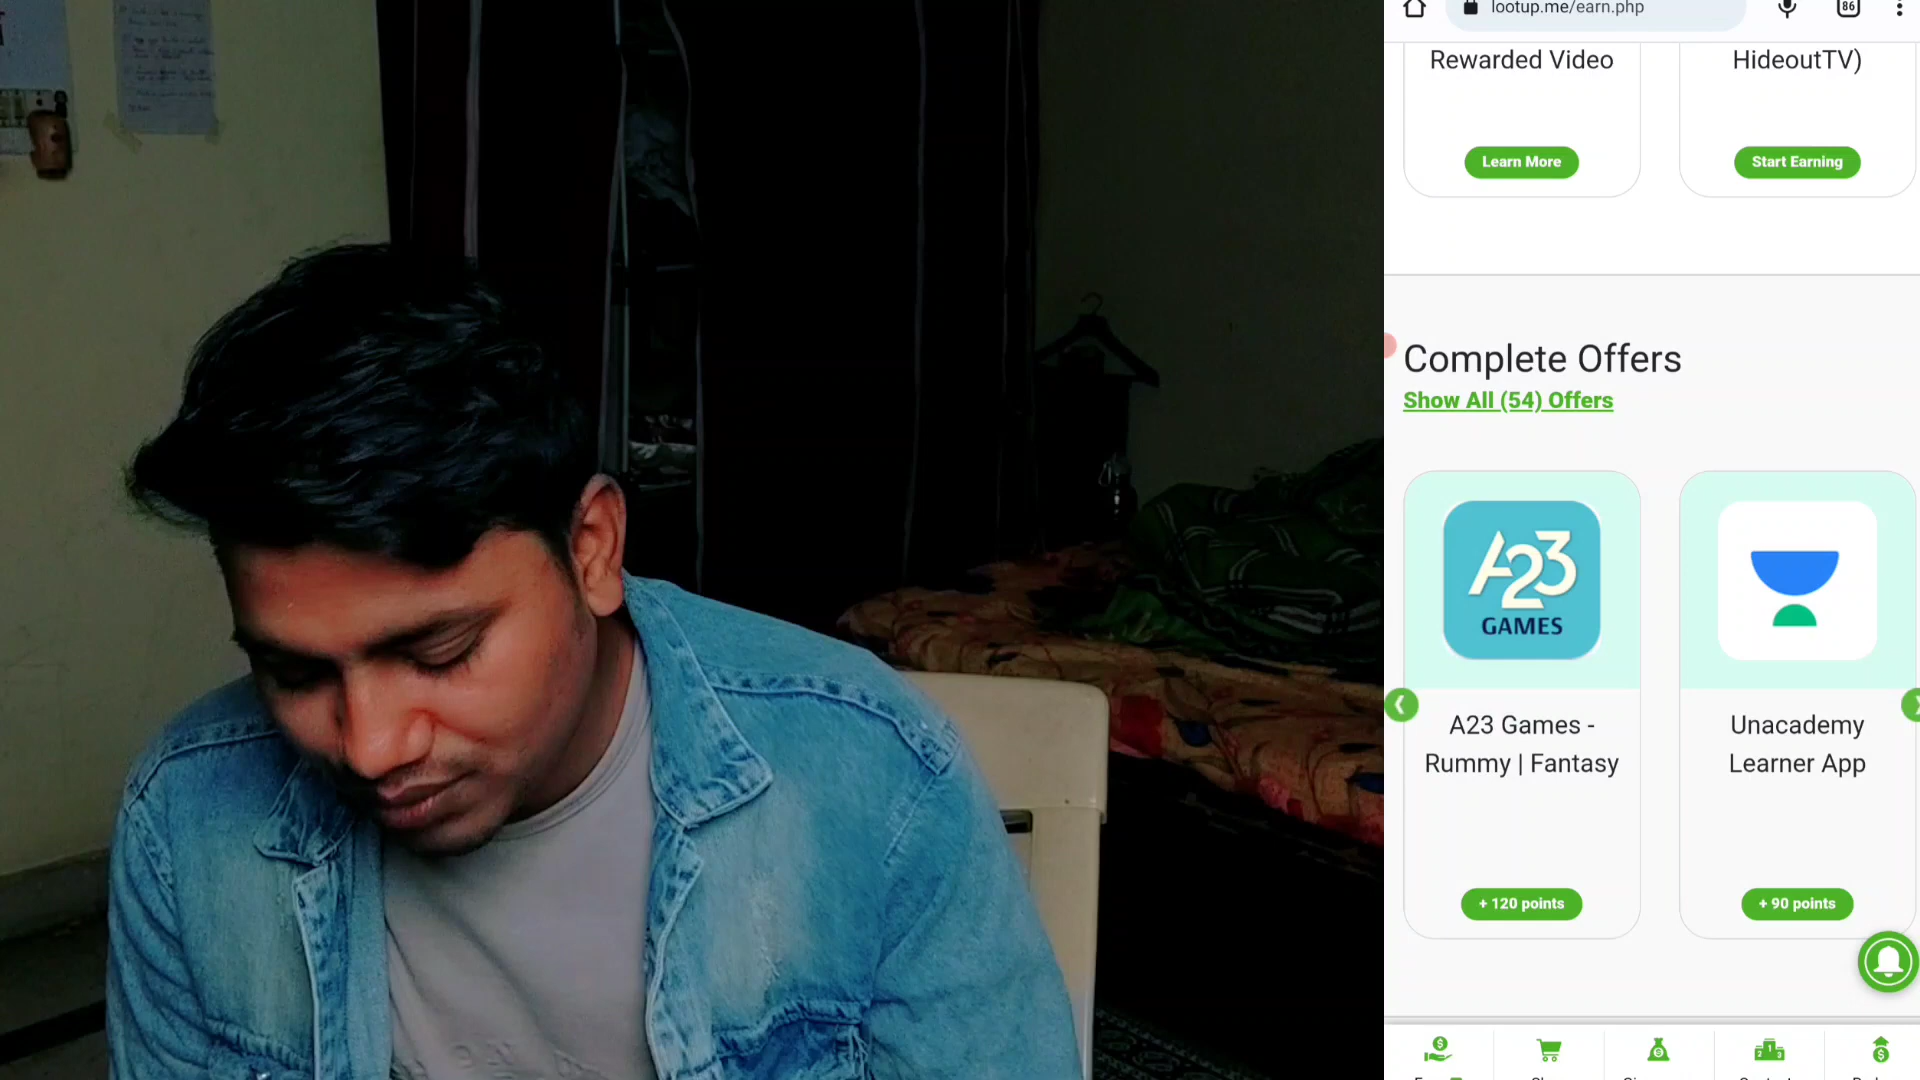 lootup.me/earn.php
86
Rewarded Video
HideoutTV)
Learn More
Start Earning
Complete Offers
Show All (54) Offers
A23
GAMES
A23 Games -
Rummy | Fantasy
Unacademy
Learner App
+ 120 points
+ 90 points